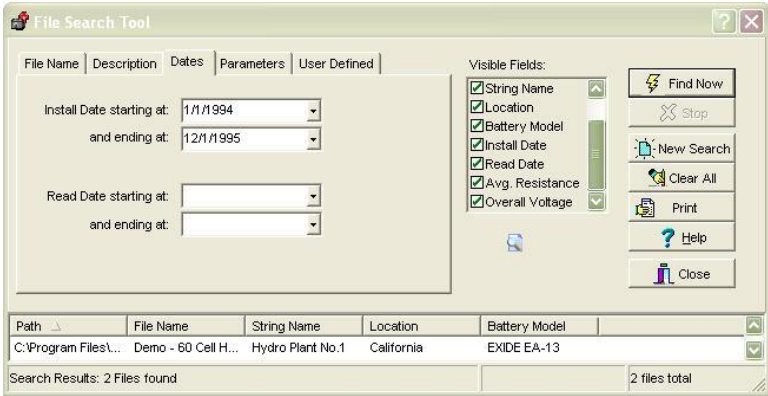 File Search Tool
File Name Description Dates Parameters User Defined
Install Date starting at: 1/1/1994
and ending at: 12/1/1995
Read Date starting at:
and ending at:
Visible Fields:
String Name
Location
Battery Model
Install Date
Read Date
Avg. Resistance
Overall Voltage
Find Now
Stop
New Search
Clear All
Print
Help
Close
Path File Name String Name Location Battery Model
C:\Program Files\... Demo - 60 Cell H... Hydro Plant No.1 California EXIDE EA-13
Search Results: 2 Files found 2 files total